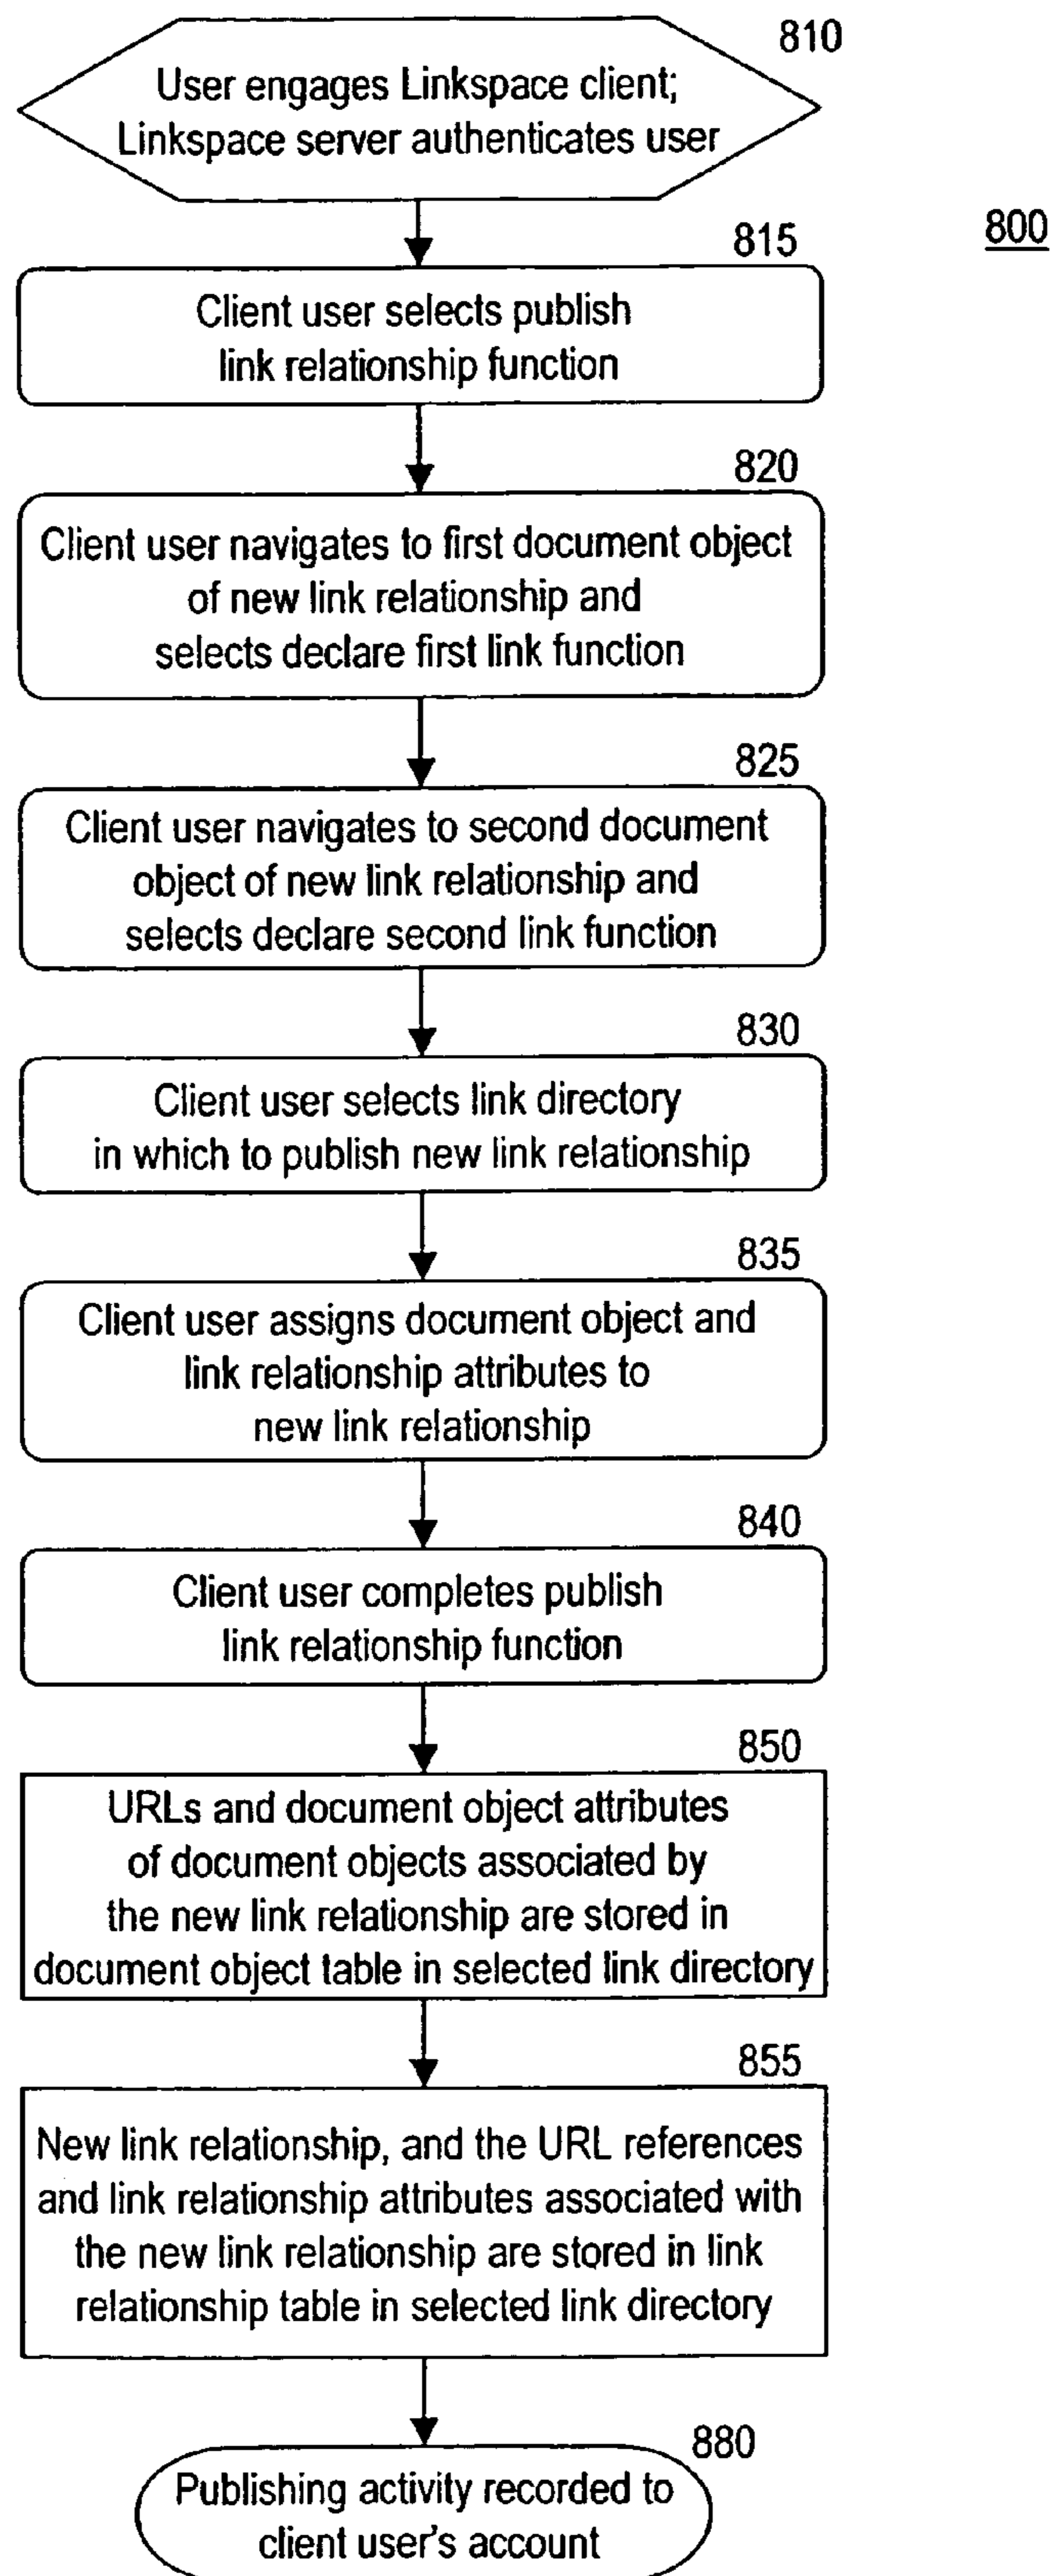 810
User engages Linkspace client;
Linkspace server authenticates user
800
815
Client user selects publish
link relationship function
820
Client user navigates to first document object
of new link relationship and
selects declare first link function
825
Client user navigates to second document
object of new link relationship and
selects declare second link function
830
Client user selects link directory
in which to publish new link relationship
835
Client user assigns document object and
link relationship attributes to
new link relationship
840
Client user completes publish
link relationship function
850
URLs and document object attributes
of document objects associated by
the new link relationship are stored in
document object table in selected link directory
855
New link relationship, and the URL references
and link relationship attributes associated with
the new link relationship are stored in link
relationship table in selected link directory
880
Publishing activity recorded to
client user's account